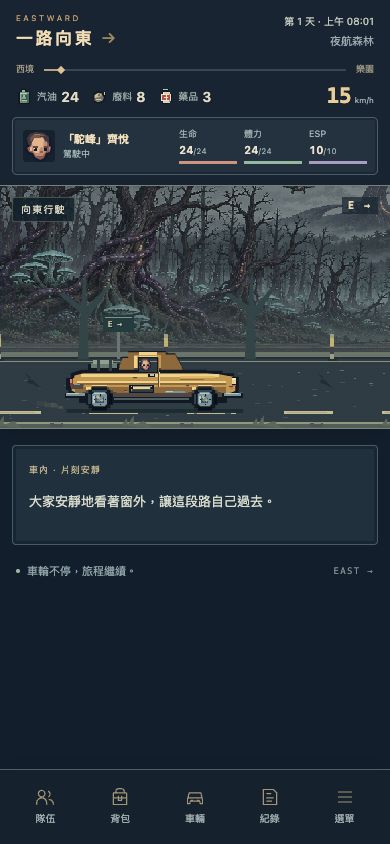 EASTWARD
一路向東 →
第 1 天 · 上午 08:01
夜航森林
西境
樂園
汽油 24
廢料 8
藥品 3
15 km/h
「駝峰」齊悅
駕駛中
生命
24/24
體力
24/24
ESP
10/10
向東行駛
E →
E →
車內 · 片刻安靜
大家安靜地看著窗外，讓這段路自己過去。
• 車輪不停，旅程繼續。
EAST →
隊伍
背包
車輛
紀錄
選單